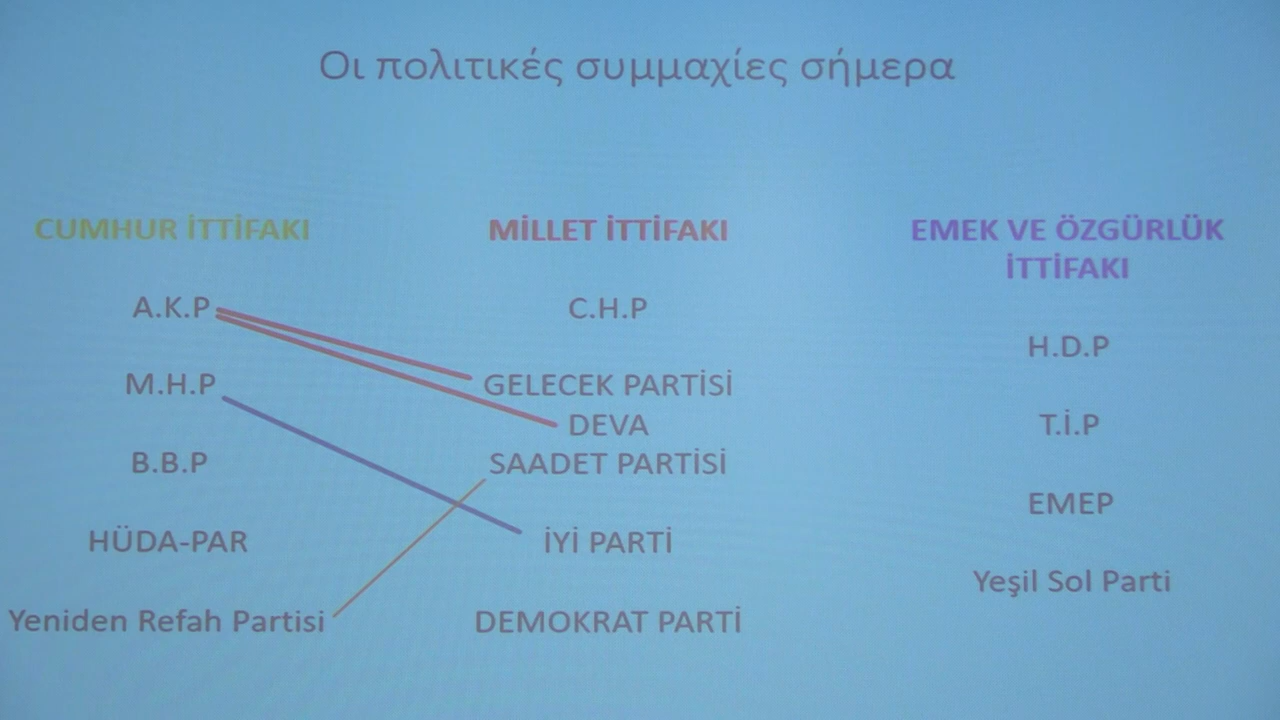 Οι πολιτικές συμμαχίες σήμερα
CUMHUR İTTİFAKI
A.K.P
M.H.P
B.B.P
HÜDA-PAR
Yeniden Refah Partisi
MİLLET İTTİFAKI
C.H.P
GELECEK PARTİSİ
DEVA
SAADET PARTİSİ
İYİ PARTİ
DEMOKRAT PARTİ
EMEK VE ÖZGÜRLÜK
İTTİFAKI
H.D.P
T.İ.P
EMEP
Yeşil Sol Parti